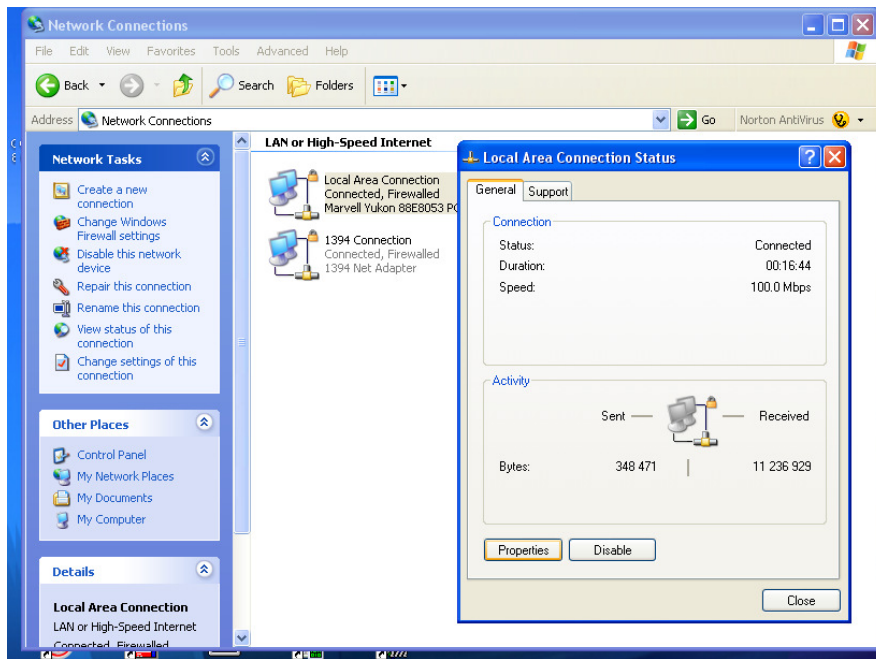 Network Connections
File Edit View Favorites Tools Advanced Help
Back Search Folders
Address Network Connections Go Norton AntiVirus
Network Tasks
Create a new
connection
Change Windows
Firewall settings
Disable this network
device
Repair this connection
Rename this connection
View status of this
connection
Change settings of this
connection
Other Places
Control Panel
My Network Places
My Documents
My Computer
Details
Local Area Connection
LAN or High-Speed Internet
Connected, Firewalled
LAN or High-Speed Internet
Local Area Connection
Connected, Firewalled
Marvell Yukon 88E8053 PC
1394 Connection
Connected, Firewalled
1394 Net Adapter
Local Area Connection Status
General Support
Connection
Status: Connected
Duration: 00:16:44
Speed: 100.0 Mbps
Activity
Sent Received
Bytes: 348 471 11 236 929
Properties Disable
Close